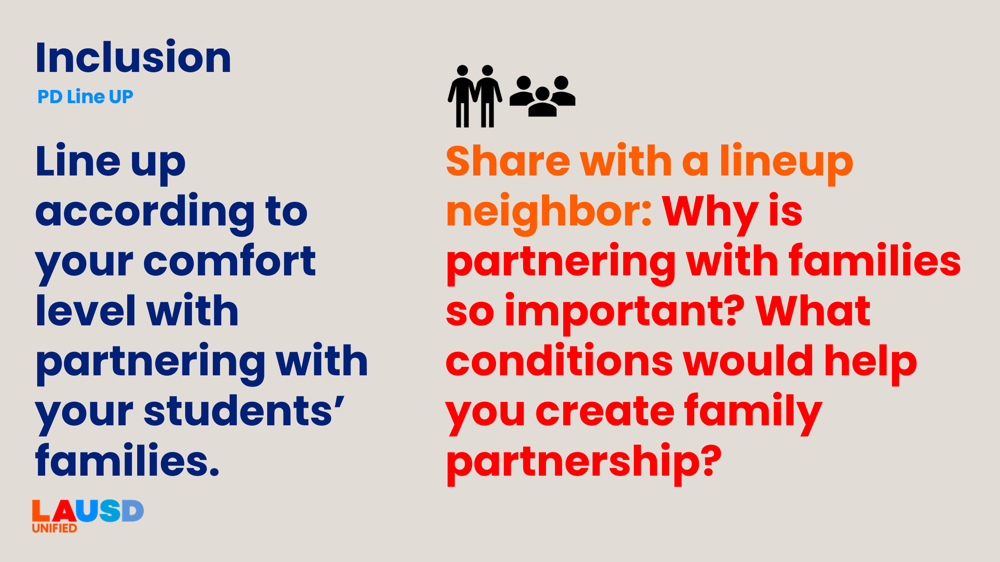 Inclusion
PD Line UP
Line up
according to
your comfort
level with
partnering with
your students’
families.
Share with a lineup
neighbor: Why is
partnering with families
so important? What
conditions would help
you create family
partnership?
LAUSD
UNIFIED